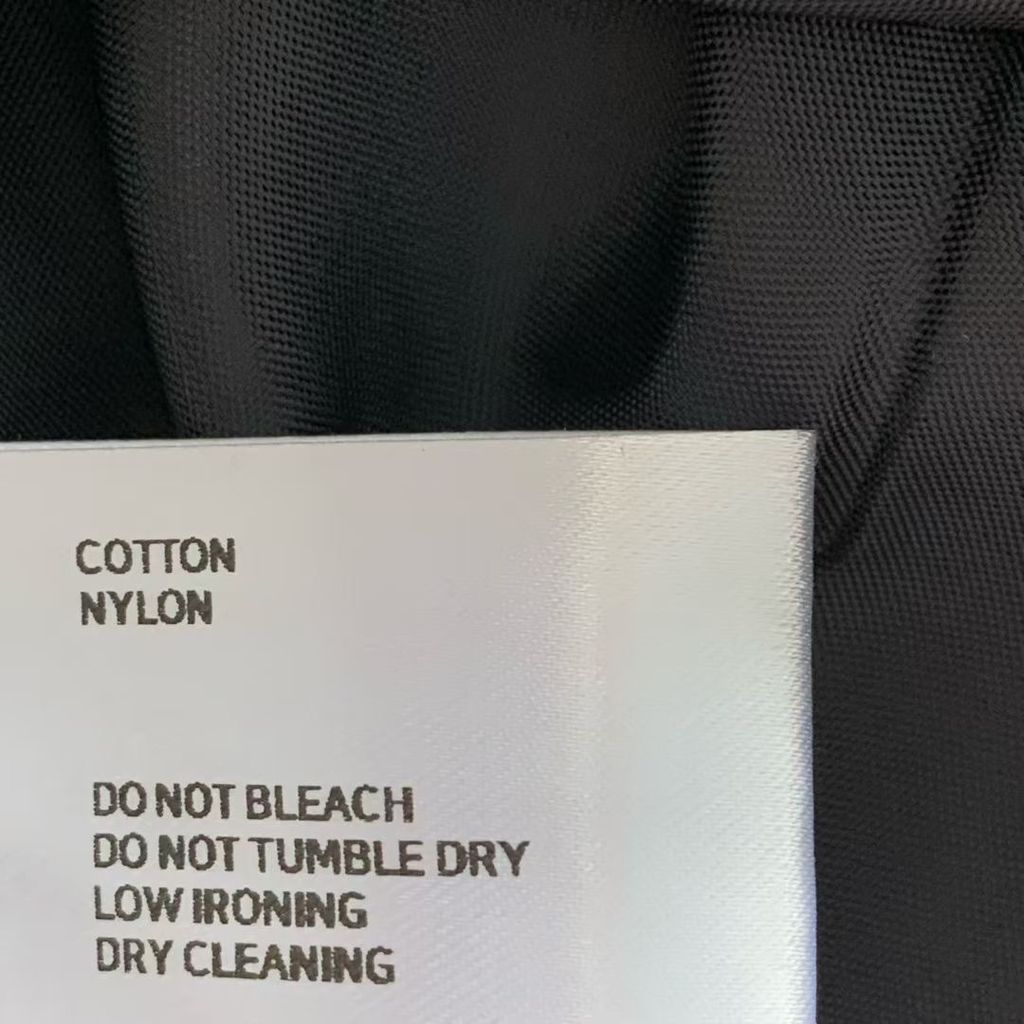 COTTON
NYLON
DO NOT BLEACH
DO NOT TUMBLE DRY
LOW IRONING
DRY CLEANING